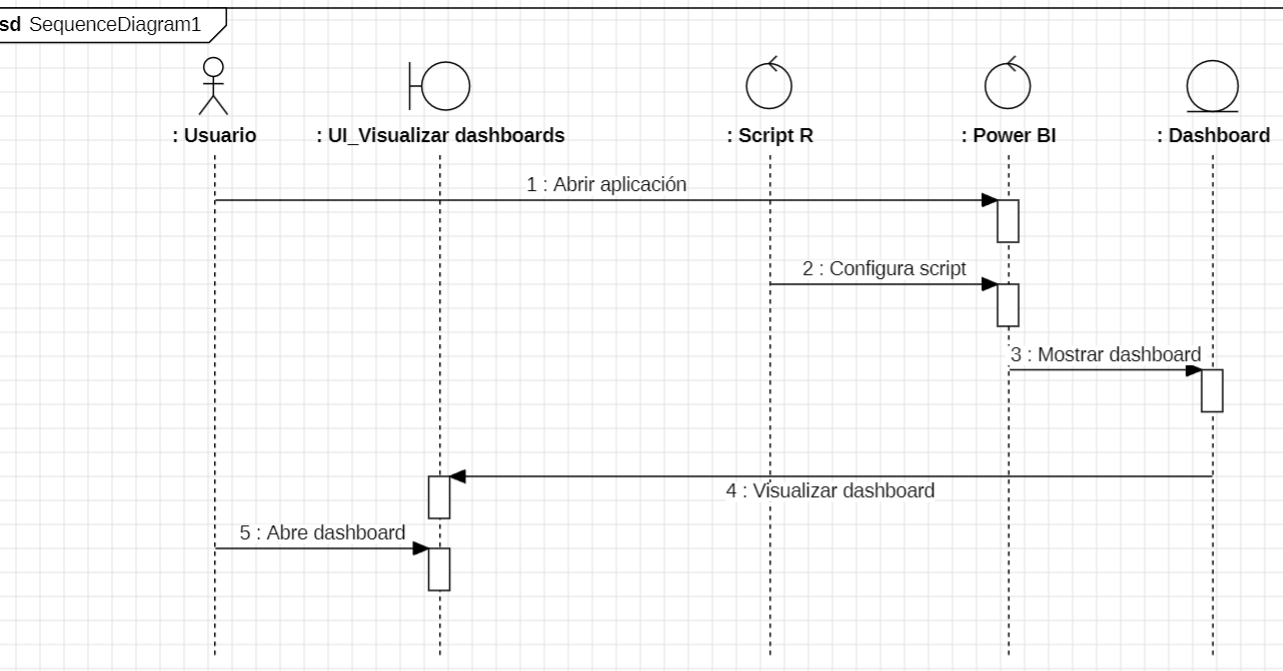 sd SequenceDiagram1
: Usuario
: UI_Visualizar dashboards
: Script R
: Power BI
: Dashboard
1 : Abrir aplicación
2 : Configura script
3 : Mostrar dashboard
4 : Visualizar dashboard
5 : Abre dashboard